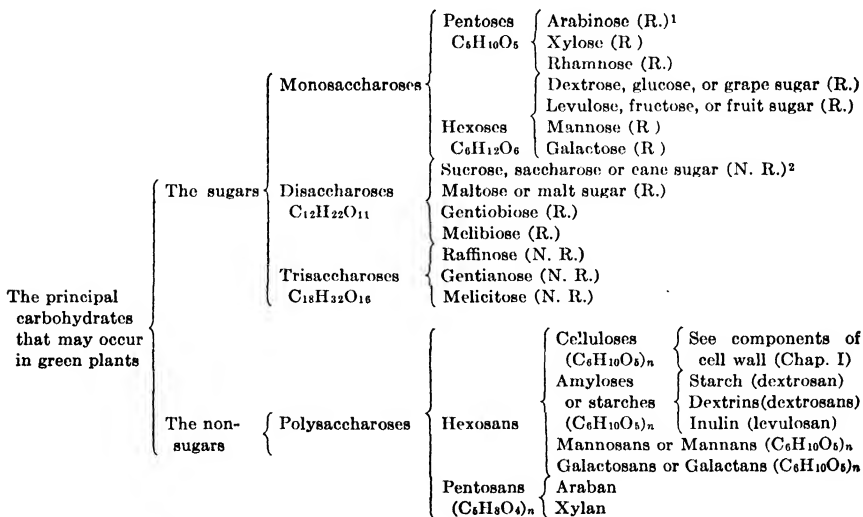 Pentoses Arabinose (R.)¹
C₅H₁₀O₅ Xylose (R )
Rhamnose (R.)
Monosaccharoses Dextrose, glucose, or grape sugar (R.)
Levulose, fructose, or fruit sugar (R.)
Hexoses Mannose (R )
C₆H₁₂O₆ Galactose (R )
Sucrose, saccharose or cane sugar (N. R.)²
The sugars Disaccharoses Maltose or malt sugar (R.)
C₁₂H₂₂O₁₁ Gentiobiose (R.)
Melibiose (R.)
Raffinose (N. R.)
Trisaccharoses Gentianose (N. R.)
C₁₈H₃₂O₁₆ Melicitose (N. R.)
The principal
carbohydrates
that may occur
in green plants
Celluloses See components of
(C₆H₁₀O₅)n cell wall (Chap. I)
Amyloses Starch (dextrosan)
The non- Polysaccharoses Hexosans or starches Dextrins(dextrosans)
sugars (C₆H₁₀O₅)n Inulin (levulosan)
Mannosans or Mannans (C₆H₁₀O₅)n
Galactosans or Galactans (C₆H₁₀O₅)n
Pentosans Araban
(C₅H₈O₄)n Xylan